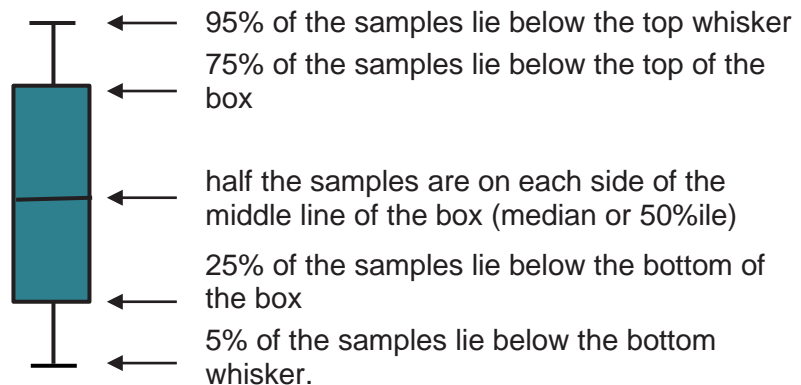 95% of the samples lie below the top whisker
75% of the samples lie below the top of the
box
half the samples are on each side of the
middle line of the box (median or 50%ile)
25% of the samples lie below the bottom of
the box
5% of the samples lie below the bottom
whisker.